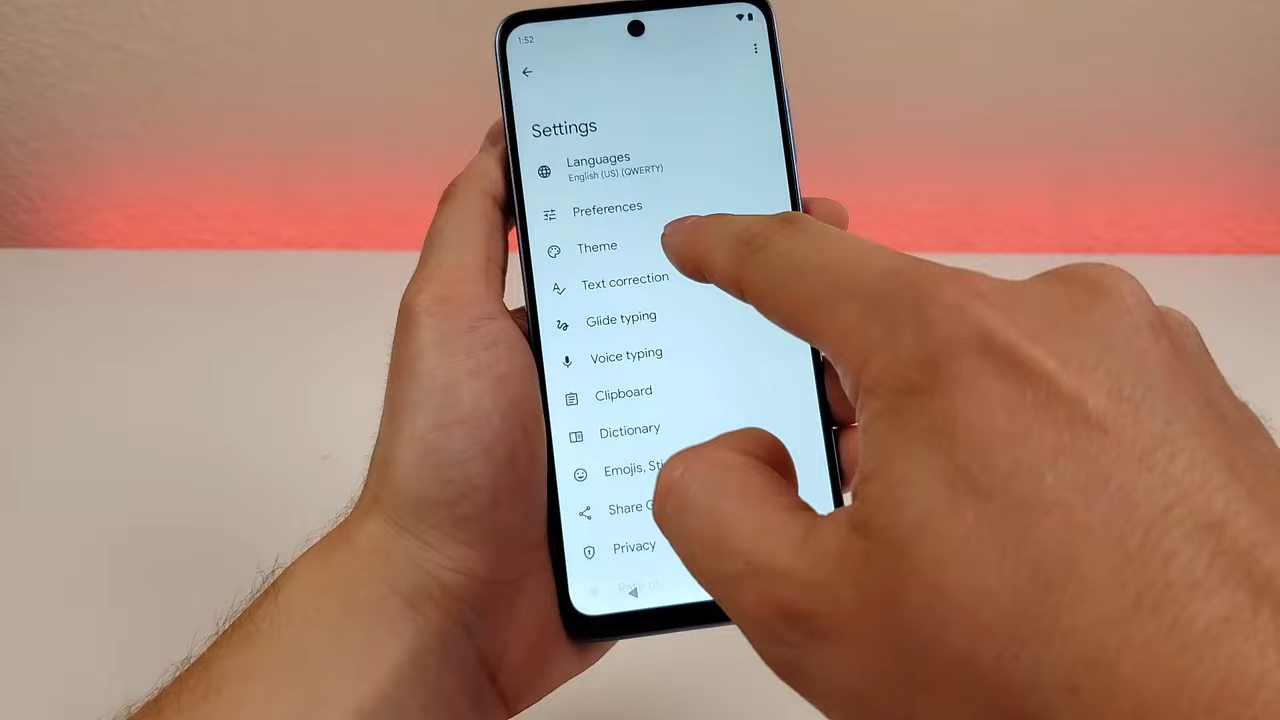 1:52
Settings
Languages
English (US) (QWERTY)
Preferences
Theme
Text correction
Glide typing
Voice typing
Clipboard
Dictionary
Emojis,
Share
Privacy